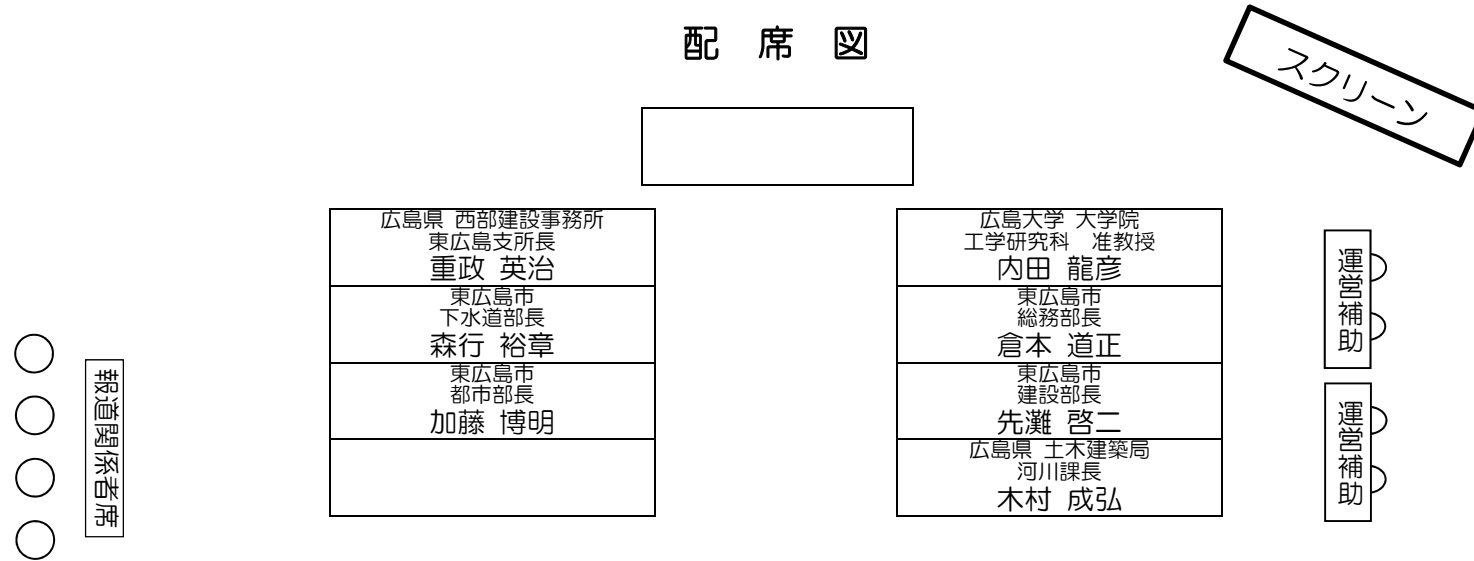 配 席 図
スクリーン
広島県 西部建設事務所
東広島支所長
重政 英治
東広島市
下水道部長
森行 裕章
東広島市
都市部長
加藤 博明
広島大学 大学院
工学研究科 准教授
内田 龍彦
東広島市
総務部長
倉本 道正
東広島市
建設部長
先灘 啓二
広島県 土木建築局
河川課長
木村 成弘
運営補助
運営補助
報道関係者席